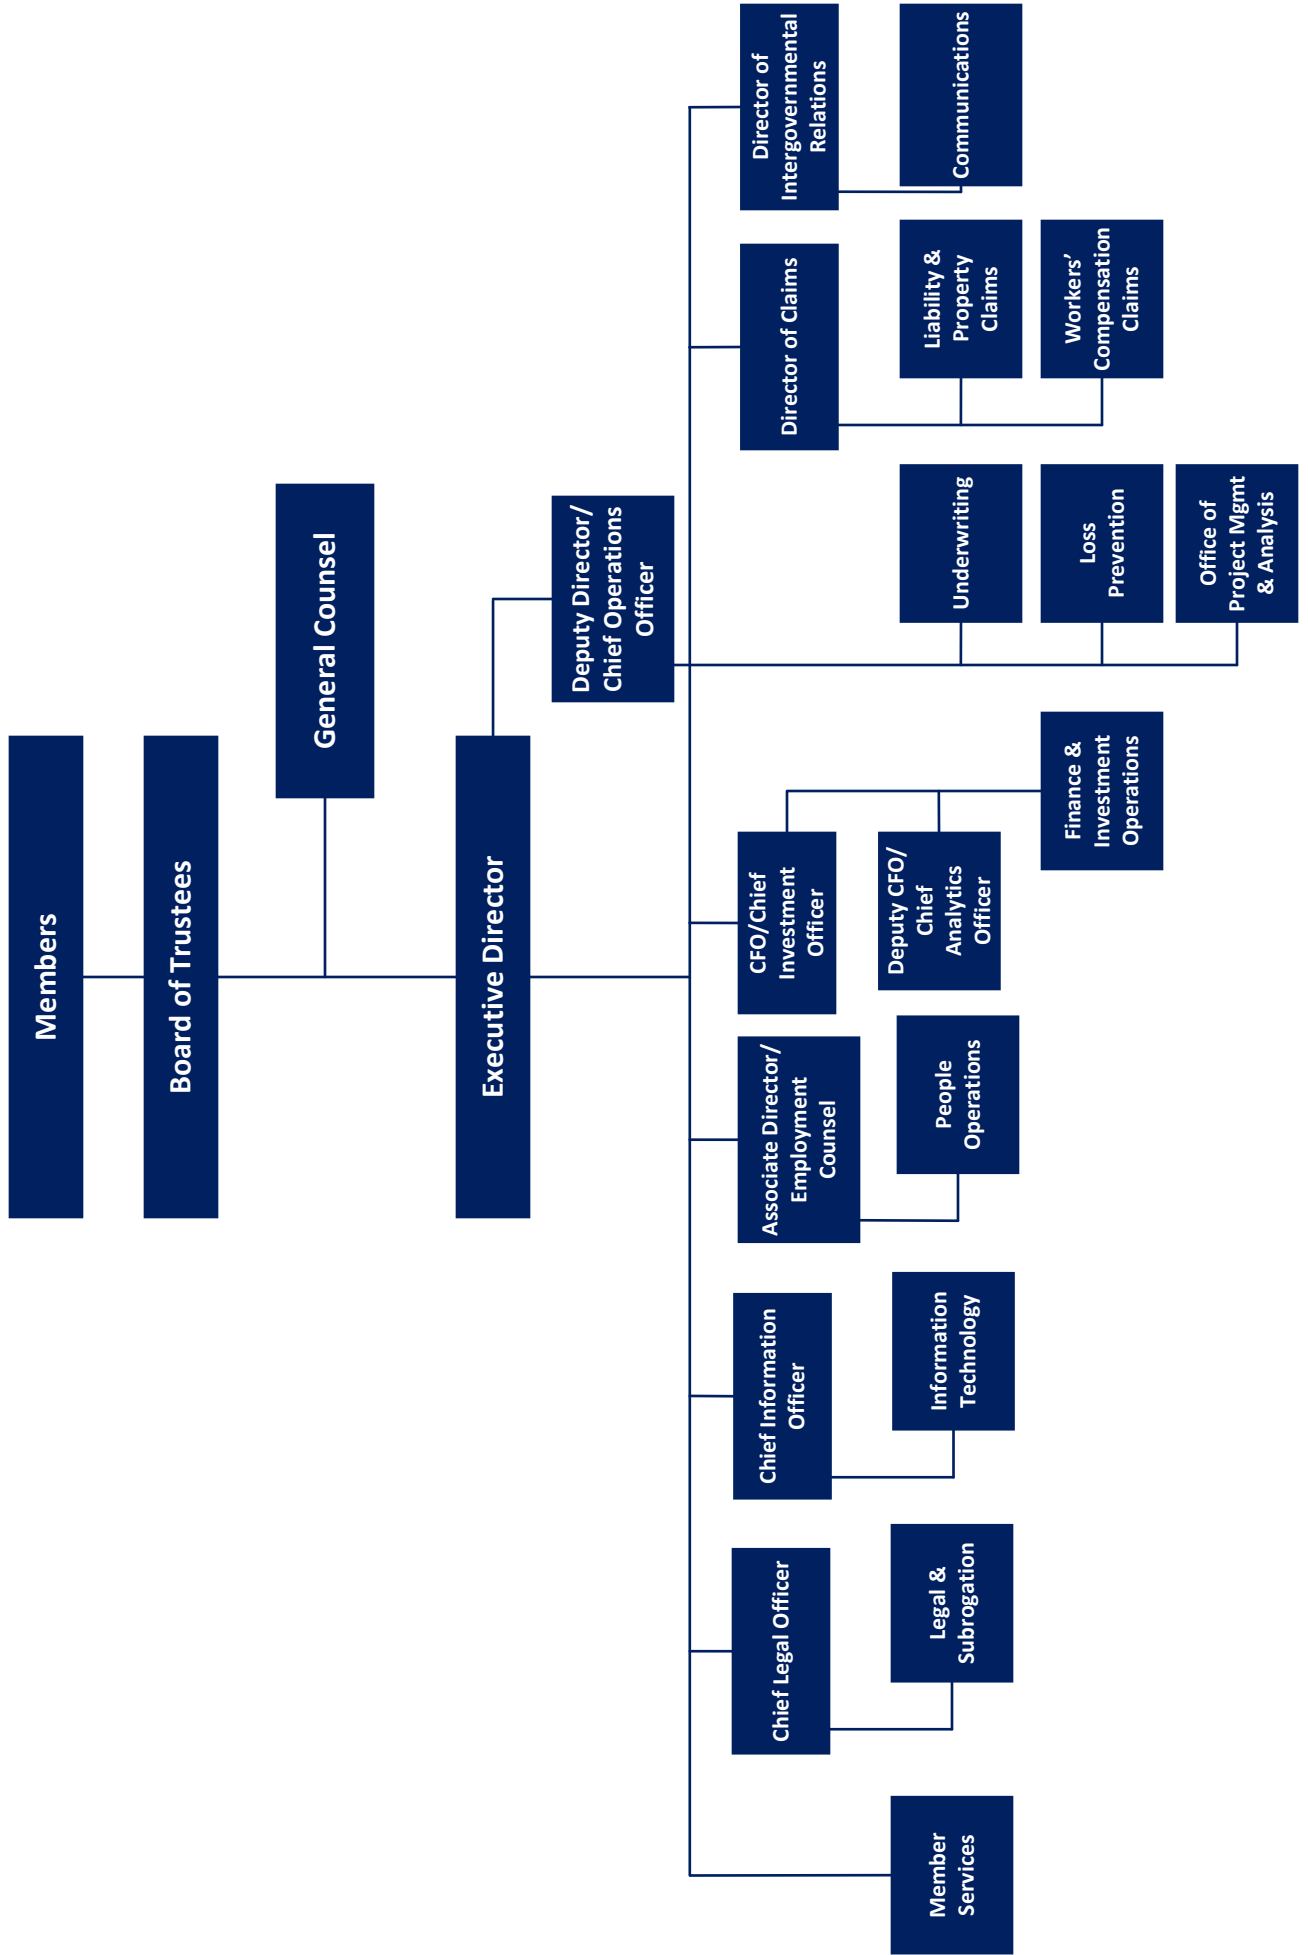 Members
Board of Trustees
General Counsel
Executive Director
Deputy Director/
Chief Operations
Officer
Member
Services
Chief Legal Officer
Legal &
Subrogation
Chief Information
Officer
Information
Technology
Associate Director/
Employment
Counsel
People
Operations
CFO/Chief
Investment
Officer
Deputy CFO/
Chief
Analytics
Officer
Finance &
Investment
Operations
Underwriting
Loss
Prevention
Office of
Project Mgmt
& Analysis
Director of Claims
Liability &
Property
Claims
Workers’
Compensation
Claims
Director of
Intergovernmental
Relations
Communications